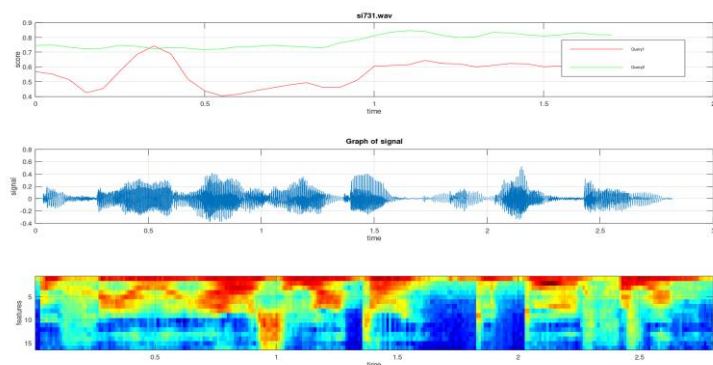 si731.wav
score
0.9
0.8
0.7
0.6
0.5
0.4
Query1
Query2
0 0.5 1 1.5 2
time
Graph of signal
signal
0.8
0.6
0.4
0.2
0
-0.2
-0.4
0 0.5 1 1.5 2 2.5 3
time
features
5
10
15
0.5 1 1.5 2 2.5
time